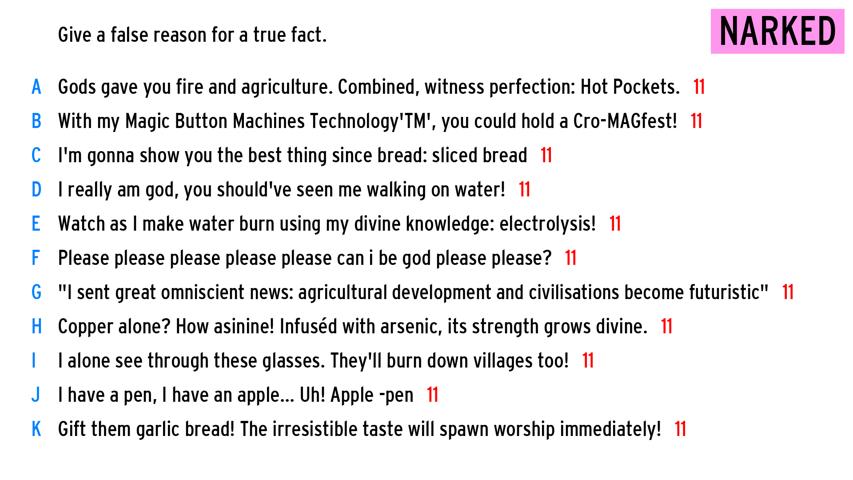 Give a false reason for a true fact.
NARKED
A Gods gave you fire and agriculture. Combined, witness perfection: Hot Pockets. 11
B With my Magic Button Machines Technology'TM', you could hold a Cro-MAGfest! 11
C I'm gonna show you the best thing since bread: sliced bread 11
D I really am god, you should've seen me walking on water! 11
E Watch as I make water burn using my divine knowledge: electrolysis! 11
F Please please please please please can i be god please please? 11
G "I sent great omniscient news: agricultural development and civilisations become futuristic" 11
H Copper alone? How asinine! Infuséd with arsenic, its strength grows divine. 11
I I alone see through these glasses. They'll burn down villages too! 11
J I have a pen, I have an apple... Uh! Apple -pen 11
K Gift them garlic bread! The irresistible taste will spawn worship immediately! 11